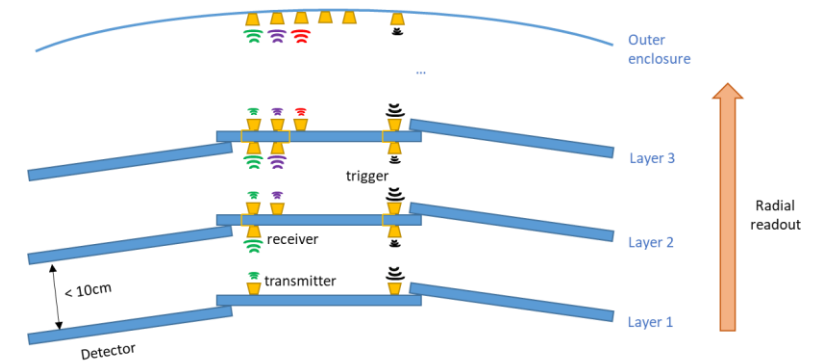 Outer
enclosure
...
Layer 3
trigger
Radial
readout
receiver
Layer 2
transmitter
< 10cm
Layer 1
Detector